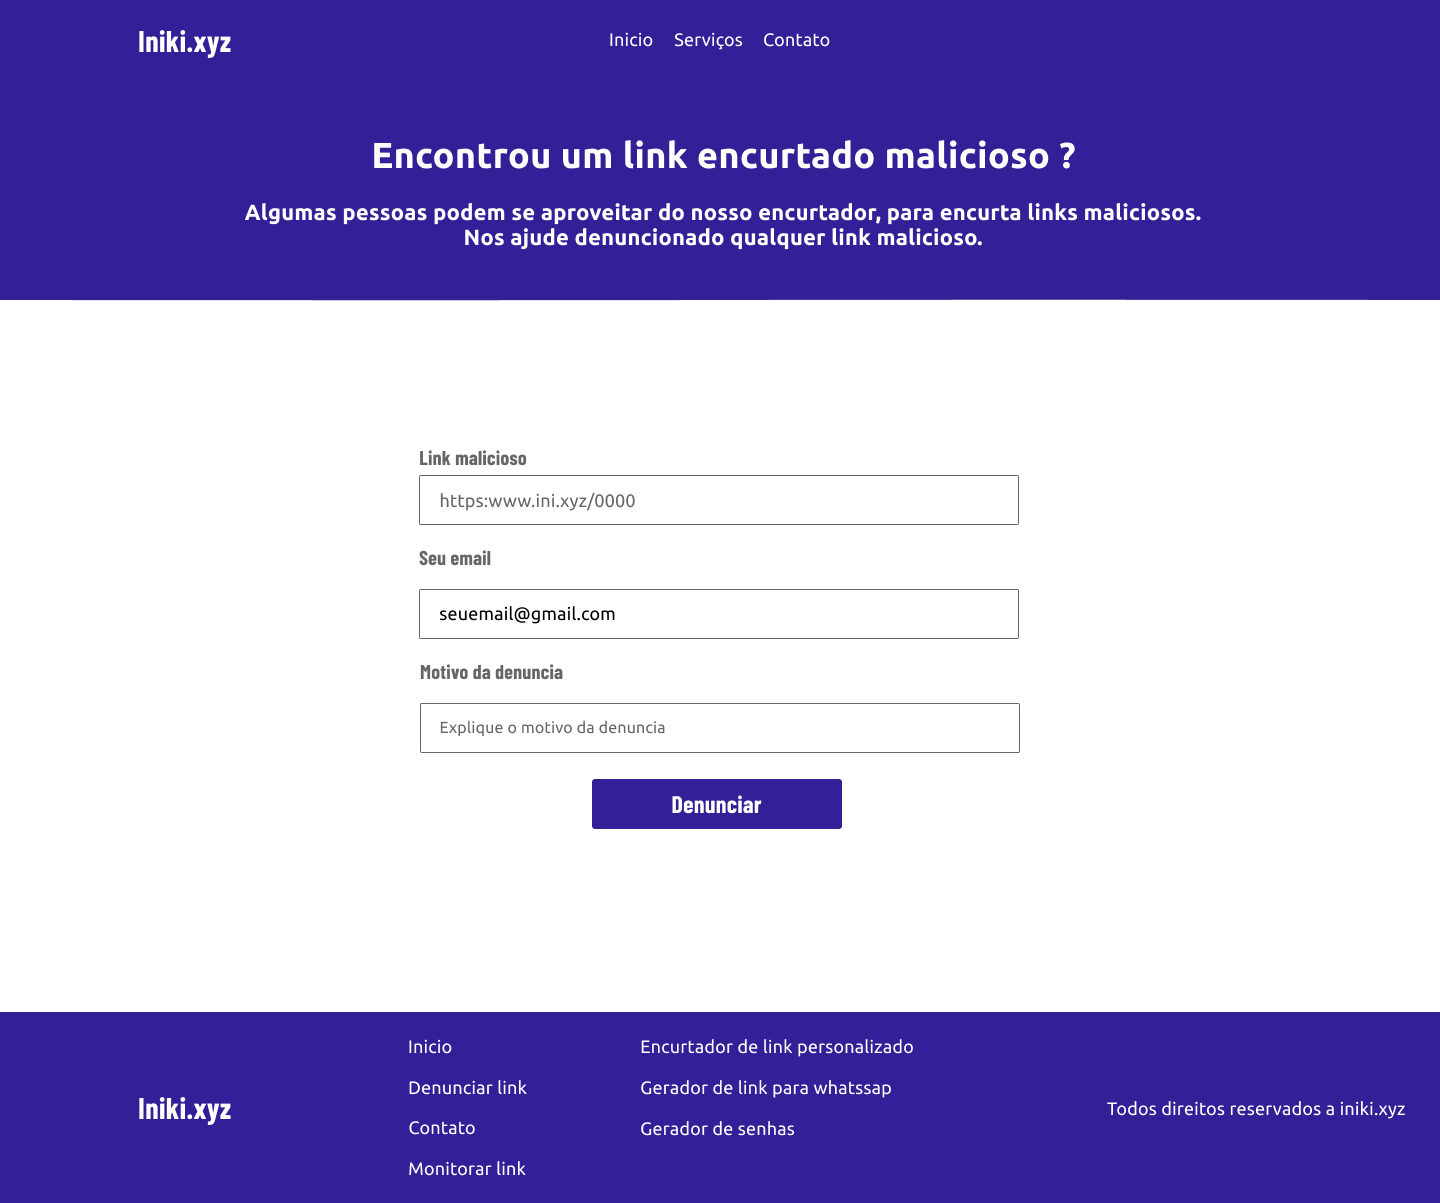 Iniki.xyz
Inicio Serviços Contato
Encontrou um link encurtado malicioso ?
Algumas pessoas podem se aproveitar do nosso encurtador, para encurta links maliciosos.
Nos ajude denuncionado qualquer link malicioso.
Link malicioso
https:www.ini.xyz/0000
Seu email
seuemail@gmail.com
Motivo da denuncia
Explique o motivo da denuncia
Denunciar
Iniki.xyz
Inicio
Denunciar link
Contato
Monitorar link
Encurtador de link personalizado
Gerador de link para whatssap
Gerador de senhas
Todos direitos reservados a iniki.xyz